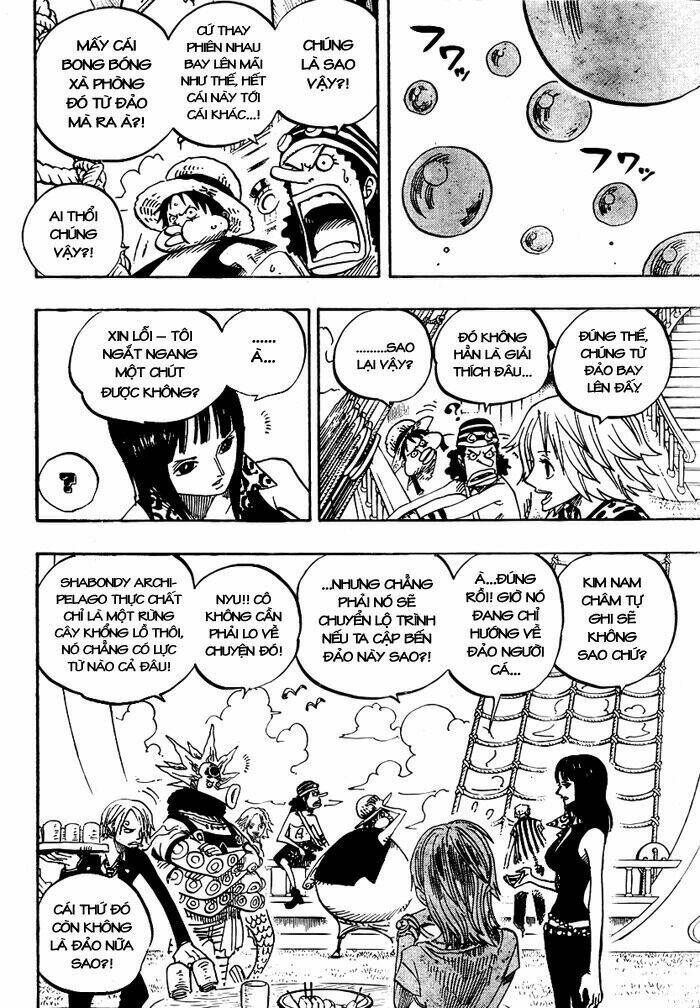 フワッ
フワッ
CHÚNG
LÀ SAO
VẬY?!
CỨ THAY
PHIÊN NHAU
BAY LÊN MÃI
NHƯ THẾ, HẾT
CÁI NÀY TỚI
CÁI KHÁC...!
MẤY CÁI
BONG BÓNG
XÀ PHÒNG
ĐÓ TỪ ĐẢO
MÀ RA À?!
AI THỔI
CHÚNG
VẬY?!
ĐÚNG THẾ,
CHÚNG TỪ
ĐẢO BAY
LÊN ĐẤY.
ĐÓ KHÔNG
HẲN LÀ GIẢI
THÍCH ĐÂU...
.........SAO
LẠI VẬY?
?
......
À...
XIN LỖI – TÔI
NGẮT NGANG
MỘT CHÚT
ĐƯỢC KHÔNG?
?
KIM NAM
CHÂM TỰ
GHI SẼ
KHÔNG
SAO CHỨ?
À...ĐÚNG
RỒI! GIỜ NÓ
ĐANG CHỈ
HƯỚNG VỀ
ĐẢO NGƯỜI
CÁ...
...NHƯNG CHẲNG
PHẢI NÓ SẼ
CHUYỂN LỘ TRÌNH
NẾU TA CẬP BẾN
ĐẢO NÀY SAO?!
NYU!! CÔ
KHÔNG CẦN
PHẢI LO VỀ
CHUYỆN ĐÓ!
SHABONDY ARCHI-
PELAGO THỰC CHẤT
CHỈ LÀ MỘT RỪNG
CÂY KHỔNG LỒ THÔI,
NÓ CHẲNG CÓ LỰC
TỪ NÀO CẢ ĐÂU!
CÁI THỨ ĐÓ
CÒN KHÔNG
LÀ ĐẢO NỮA
SAO?!